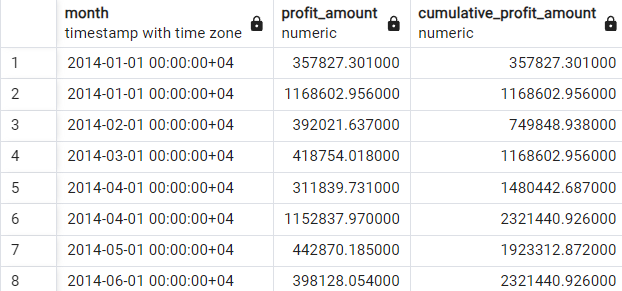 month profit_amount cumulative_profit_amount
timestamp with time zone numeric numeric
1 2014-01-01 00:00:00+04 357827.301000 357827.301000
2 2014-01-01 00:00:00+04 1168602.956000 1168602.956000
3 2014-02-01 00:00:00+04 392021.637000 749848.938000
4 2014-03-01 00:00:00+04 418754.018000 1168602.956000
5 2014-04-01 00:00:00+04 311839.731000 1480442.687000
6 2014-04-01 00:00:00+04 1152837.970000 2321440.926000
7 2014-05-01 00:00:00+04 442870.185000 1923312.872000
8 2014-06-01 00:00:00+04 398128.054000 2321440.926000